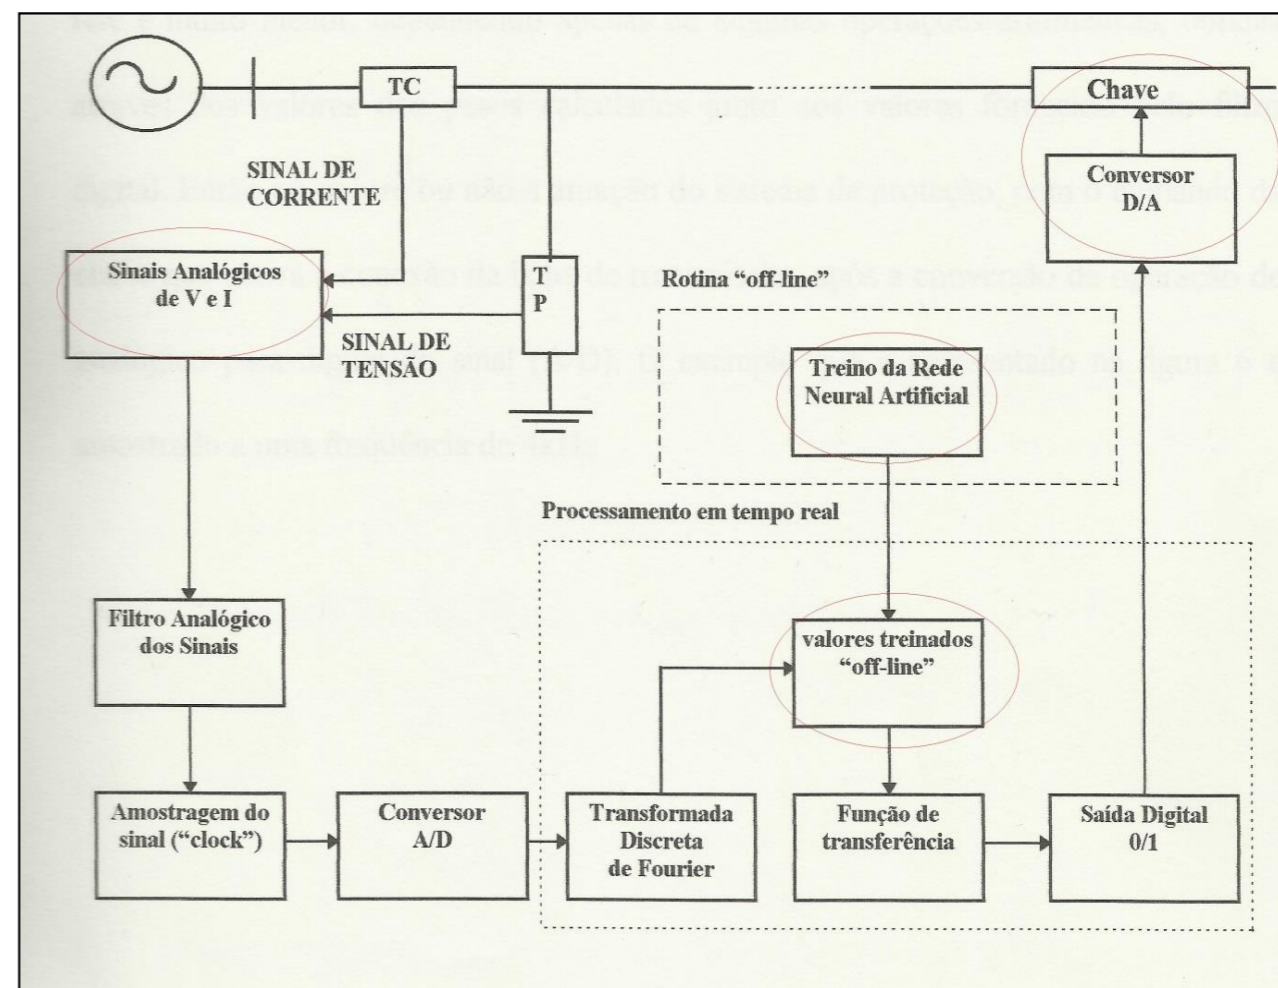 TC
Chave
SINAL DE
CORRENTE
Conversor
D/A
Sinais Analógicos
de V e I
T
P
Rotina “off-line”
SINAL DE
TENSÃO
Treino da Rede
Neural Artificial
Processamento em tempo real
Filtro Analógico
dos Sinais
valores treinados
“off-line”
Amostragem do
sinal (“clock”)
Conversor
A/D
Transformada
Discreta
de Fourier
Função de
transferência
Saída Digital
0/1